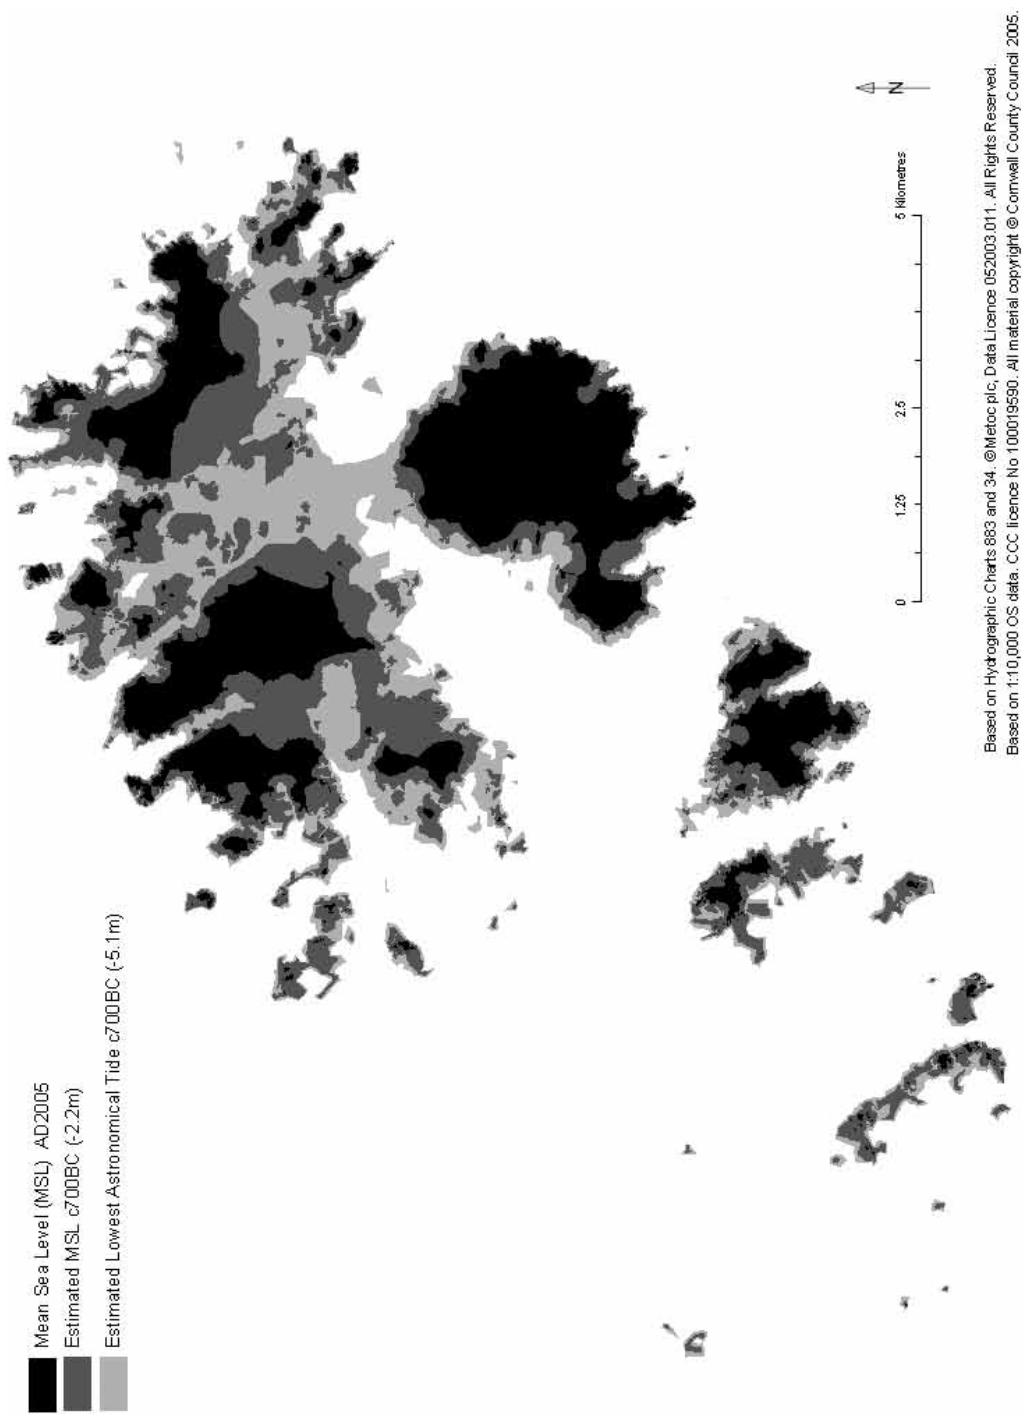 Mean Sea Level (MSL) AD2005
Estimated MSL c700BC (-2.2m)
Estimated Lowest Astronomical Tide c700BC (-5.1m)
N
0 1.25 2.5 5 Kilometres
Based on Hydrographic Charts 883 and 34. ©Metoc plc, Data Licence 052003.011. All Rights Reserved.
Based on 1:10,000 OS data. CCC licence No 100019590. All material copyright © Cornwall County Council 2005.